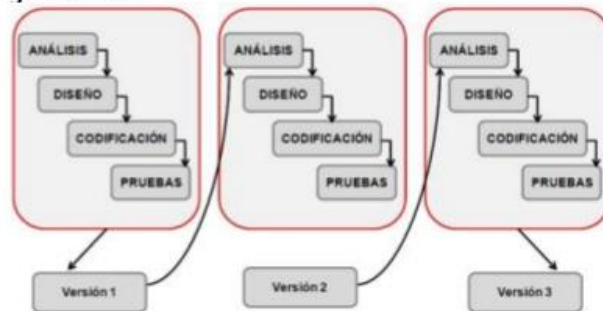 ANÁLISIS
DISEÑO
CODIFICACIÓN
PRUEBAS
Versión 1
ANÁLISIS
DISEÑO
CODIFICACIÓN
PRUEBAS
Versión 2
ANÁLISIS
DISEÑO
CODIFICACIÓN
PRUEBAS
Versión 3